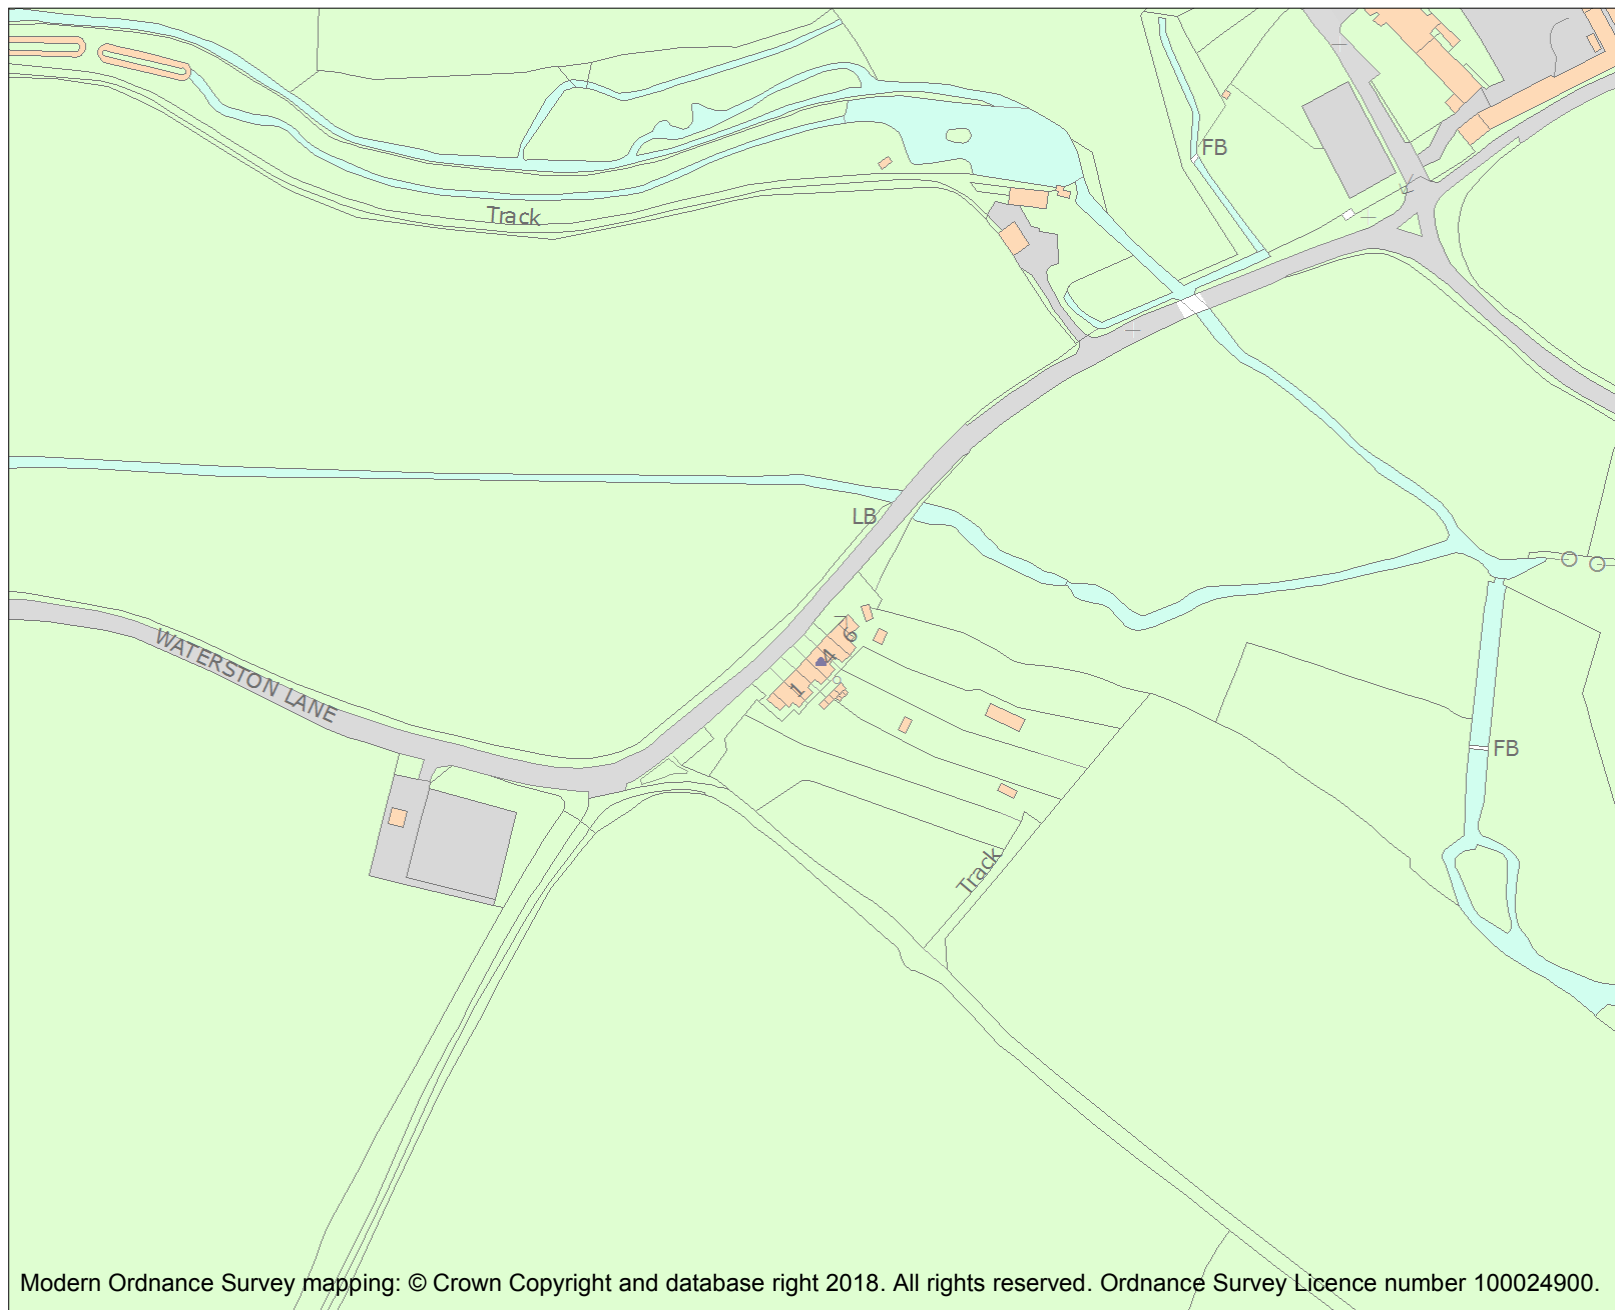 FB
Track
LB
WATERSTON LANE
6
4
1
FB
Track
Modern Ordnance Survey mapping: © Crown Copyright and database right 2018. All rights reserved. Ordnance Survey Licence number 100024900.